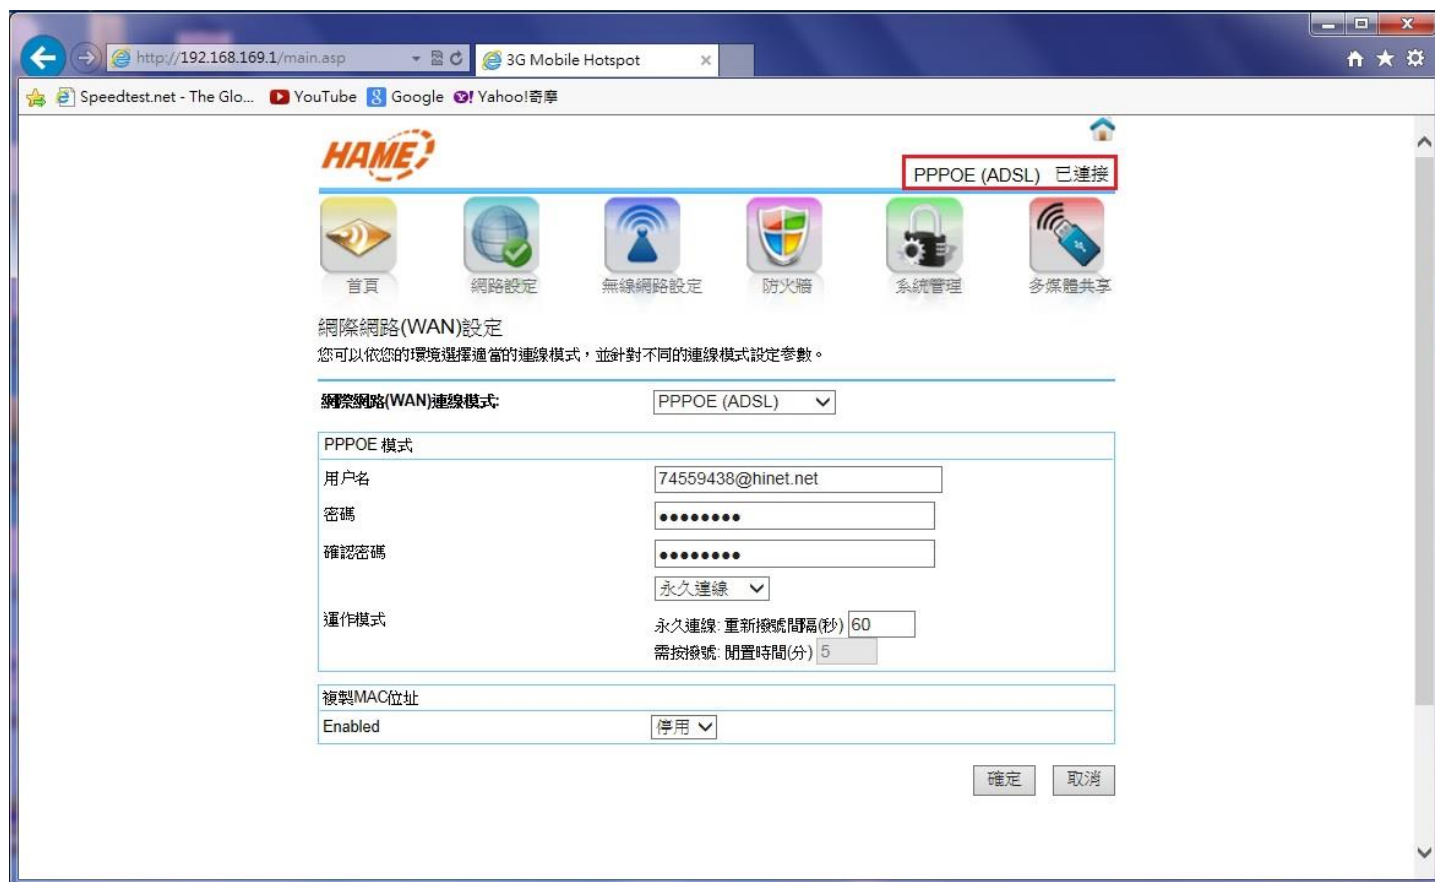 http://192.168.169.1/main.asp
3G Mobile Hotspot
Speedtest.net - The Glo... YouTube Google Yahoo!奇摩
HAME
PPPOE (ADSL) 已連接
首頁 網路設定 無線網路設定 防火牆 系統管理 多媒體共享
網際網路(WAN)設定
您可以依您的環境選擇適當的連線模式，並針對不同的連線模式設定參數。
網際網路(WAN)連線模式: PPPOE (ADSL)
PPPOE 模式
用户名 74559438@hinet.net
密碼 ●●●●●●●●
確認密碼 ●●●●●●●●
永久連線
運作模式
永久連線: 重新撥號間隔(秒) 60
需按撥號: 閒置時間(分) 5
複製MAC位址
Enabled 停用
確定 取消